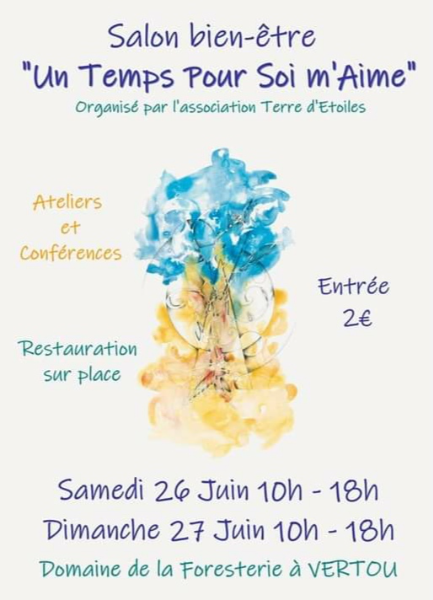 Salon bien-être
"Un Temps Pour Soi m'Aime"
Organisé par l'association Terre d'Etoiles
Ateliers
et
Conférences
Entrée
2€
Restauration
sur place
Samedi 26 Juin 10h - 18h
Dimanche 27 Juin 10h - 18h
Domaine de la Foresterie à VERTOU